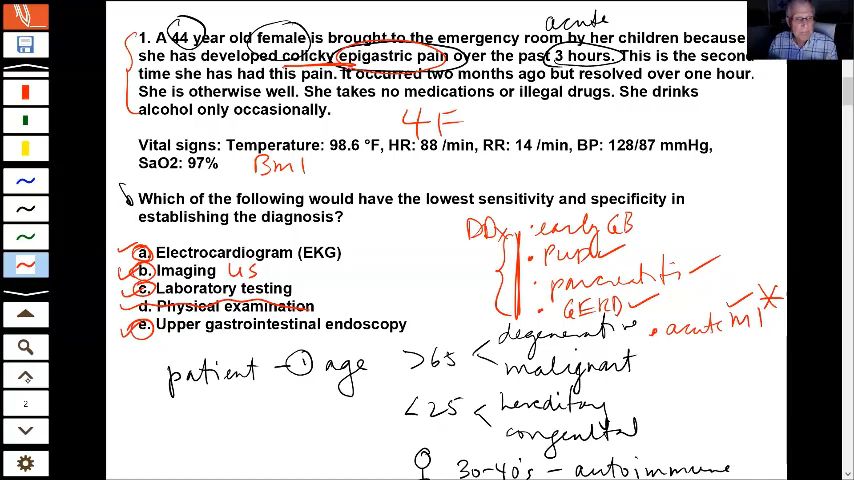 acute
1. A 44 year old female is brought to the emergency room by her children because
she has developed colicky epigastric pain over the past 3 hours. This is the second
time she has had this pain. It occurred two months ago but resolved over one hour.
She is otherwise well. She takes no medications or illegal drugs. She drinks
alcohol only occasionally.
4F
Vital signs: Temperature: 98.6 °F, HR: 88 /min, RR: 14 /min, BP: 128/87 mmHg,
SaO2: 97%
BMI
Which of the following would have the lowest sensitivity and specificity in
establishing the diagnosis?
DDx
• early GB
• PUD
• pancreatitis
• GERD
• acute MI
a. Electrocardiogram (EKG)
b. Imaging US
c. Laboratory testing
d. Physical examination
e. Upper gastrointestinal endoscopy
patient – 1 age >65 < degenerative
malignant
<25 < hereditary
congenital
♀ 30-40's – autoimmune
2